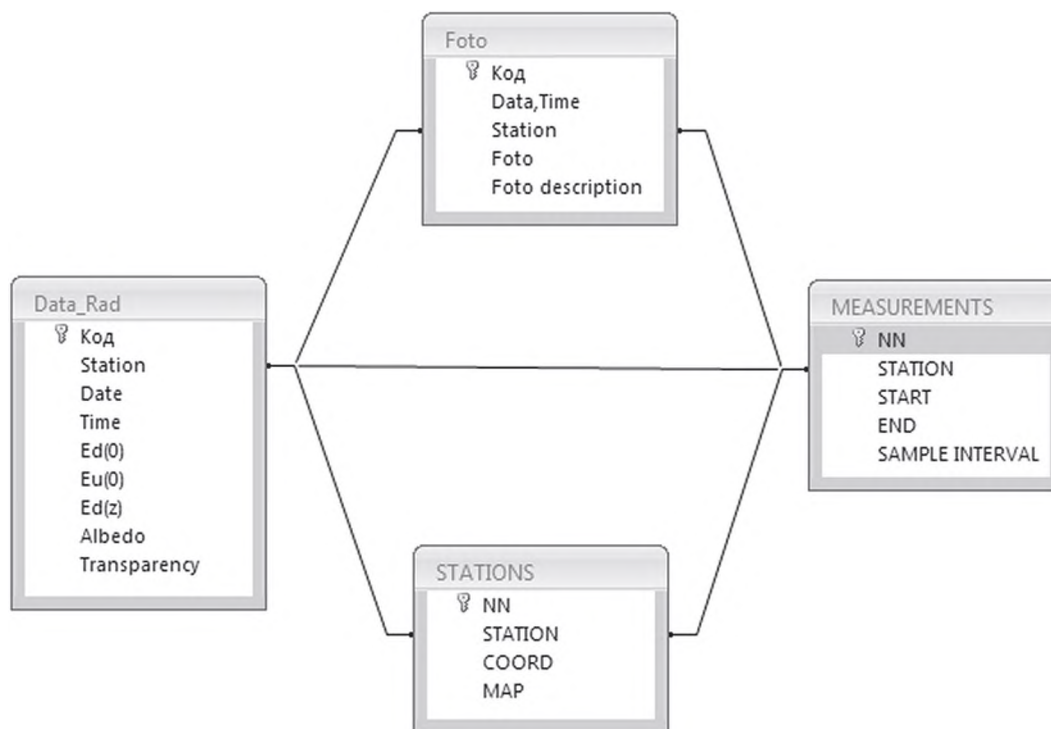 Foto
Код
Data,Time
Station
Foto
Foto description
Data_Rad
Код
Station
Date
Time
Ed(0)
Eu(0)
Ed(z)
Albedo
Transparency
MEASUREMENTS
NN
STATION
START
END
SAMPLE INTERVAL
STATIONS
NN
STATION
COORD
MAP